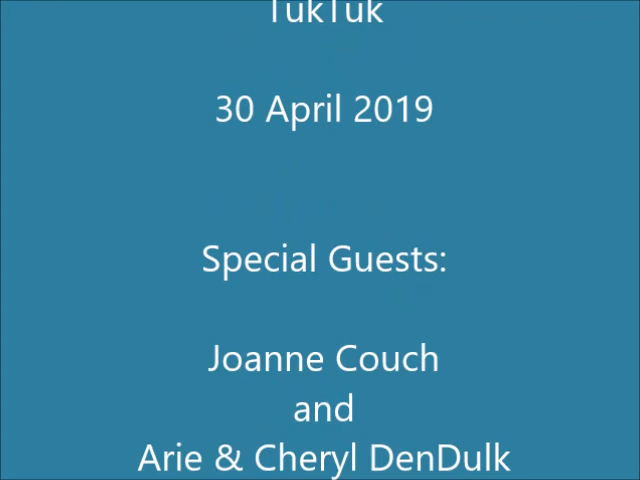 TukTuk
30 April 2019
Special Guests:
Joanne Couch
and
Arie & Cheryl DenDulk